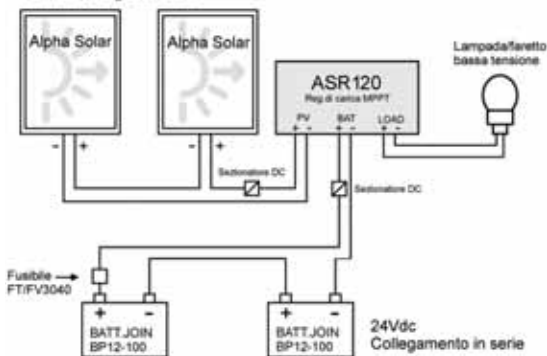 Alpha Solar
Alpha Solar
Lampada/faretto
bassa tensione
ASR120
Reg di carica MPPT
PV BAT LOAD
+ - + - + -
- + - +
Sezionatore DC
Sezionatore DC
Fusibile
FT/FV3040
+ - + -
BATT.JOIN
BP12-100
BATT.JOIN
BP12-100
24Vdc
Collegamento in serie